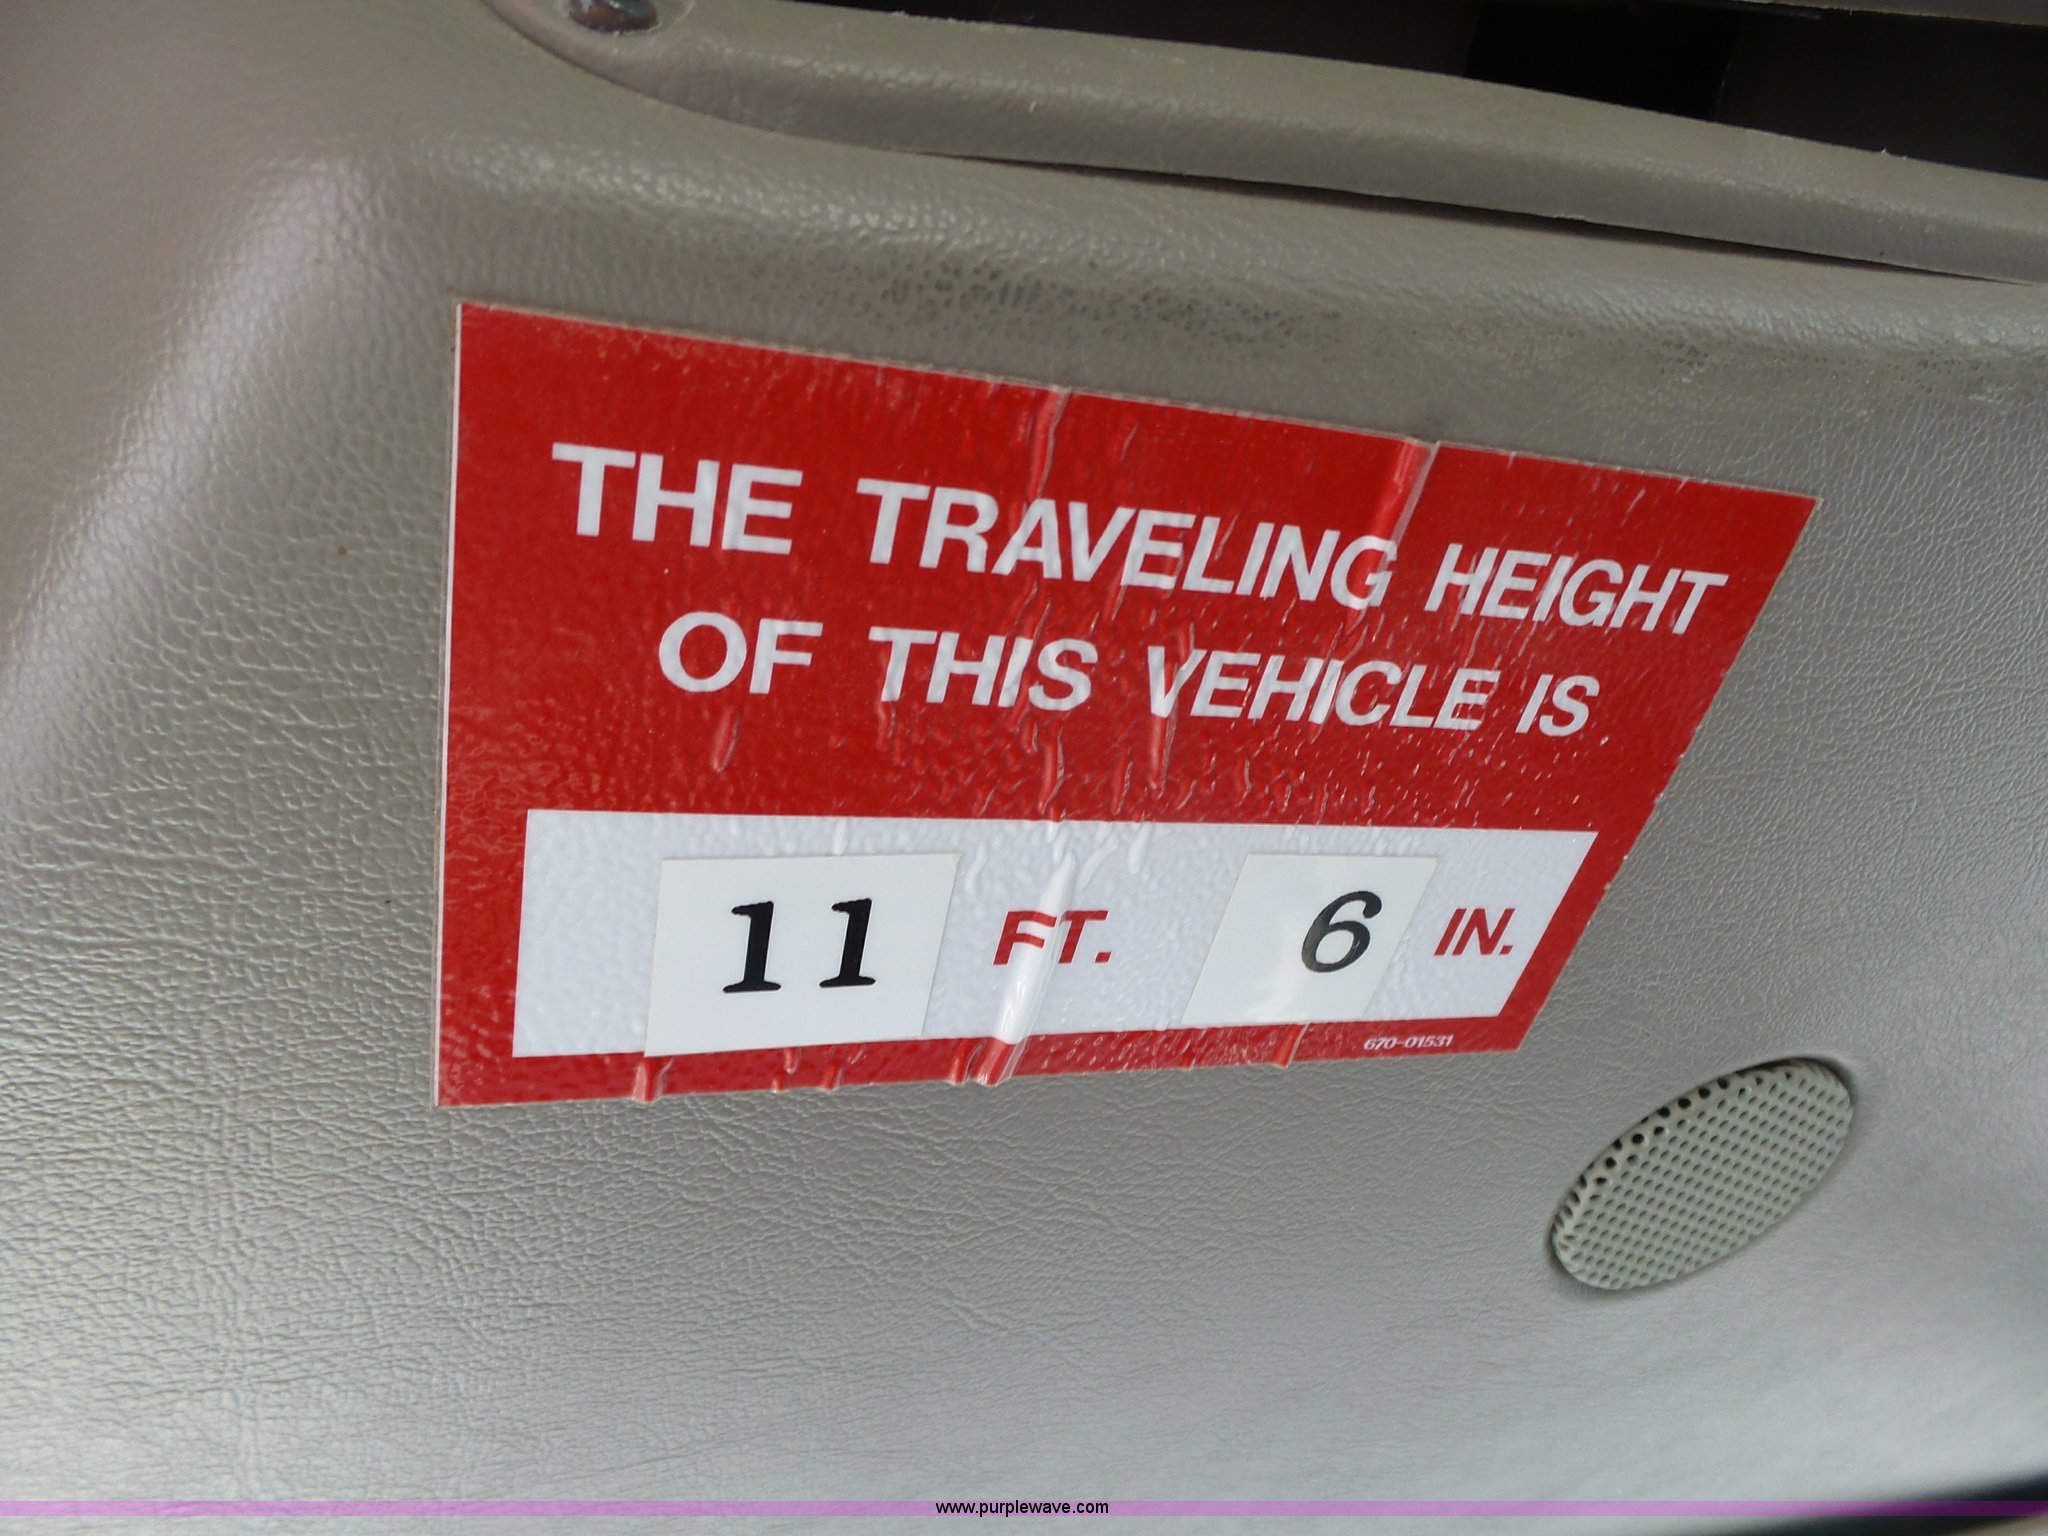 THE TRAVELING HEIGHT
OF THIS VEHICLE IS
11 FT. 6 IN.
670-01531
www.purplewave.com